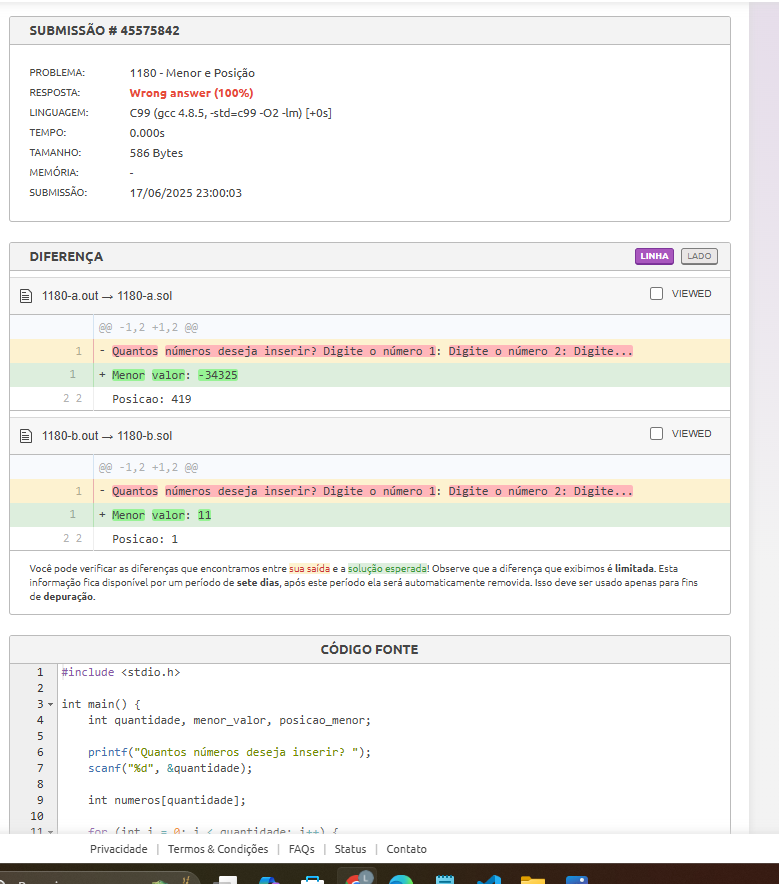 SUBMISSÃO # 45575842
PROBLEMA: 1180 - Menor e Posição
RESPOSTA: Wrong answer (100%)
LINGUAGEM: C99 (gcc 4.8.5, -std=c99 -O2 -lm) [+0s]
TEMPO: 0.000s
TAMANHO: 586 Bytes
MEMÓRIA: -
SUBMISSÃO: 17/06/2025 23:00:03
DIFERENÇA LINHA LADO
1180-a.out → 1180-a.sol VIEWED
@@ -1,2 +1,2 @@
1 - Quantos números deseja inserir? Digite o número 1: Digite o número 2: Digite...
1 + Menor valor: -34325
2 2 Posicao: 419
1180-b.out → 1180-b.sol VIEWED
@@ -1,2 +1,2 @@
1 - Quantos números deseja inserir? Digite o número 1: Digite o número 2: Digite...
1 + Menor valor: 11
2 2 Posicao: 1
Você pode verificar as diferenças que encontramos entre sua saída e a solução esperada! Observe que a diferença que exibimos é limitada. Esta
informação fica disponível por um período de sete dias, após este período ela será automaticamente removida. Isso deve ser usado apenas para fins
de depuração.
CÓDIGO FONTE
1 #include <stdio.h>
2
3 int main() {
4 int quantidade, menor_valor, posicao_menor;
5
6 printf("Quantos números deseja inserir? ");
7 scanf("%d", &quantidade);
8
9 int numeros[quantidade];
10
11 for (int i = 0; i < quantidade; i++) {
Privacidade | Termos & Condições | FAQs | Status | Contato